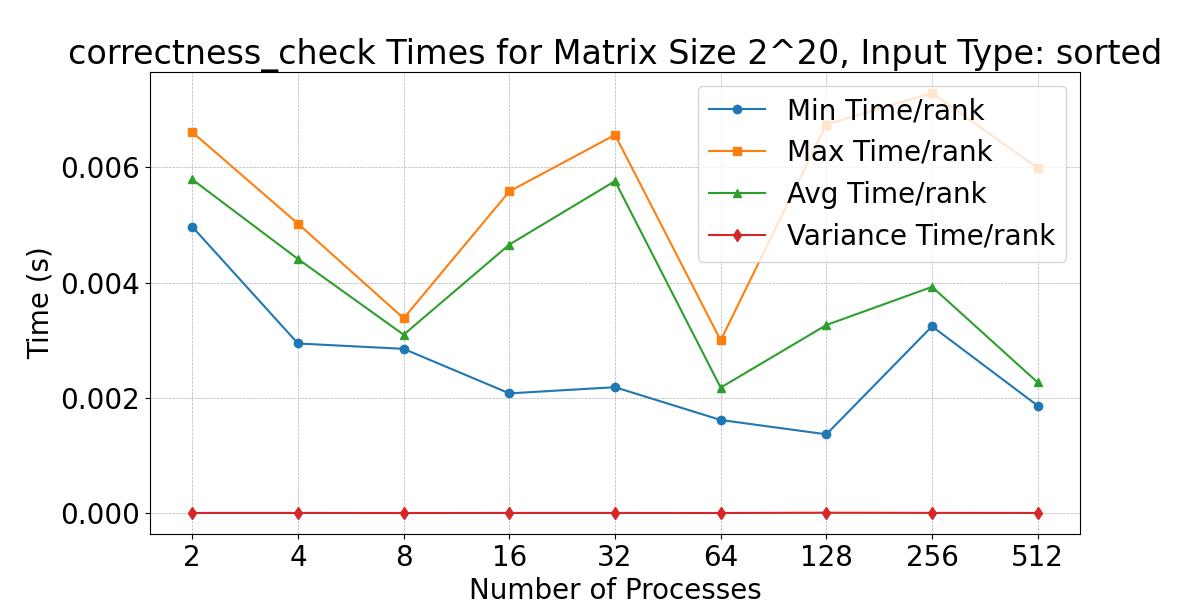 correctness_check Times for Matrix Size 2^20, Input Type: sorted
Min Time/rank
Max Time/rank
Avg Time/rank
Variance Time/rank
Time (s)
0.006
0.004
0.002
0.000
2 4 8 16 32 64 128 256 512
Number of Processes